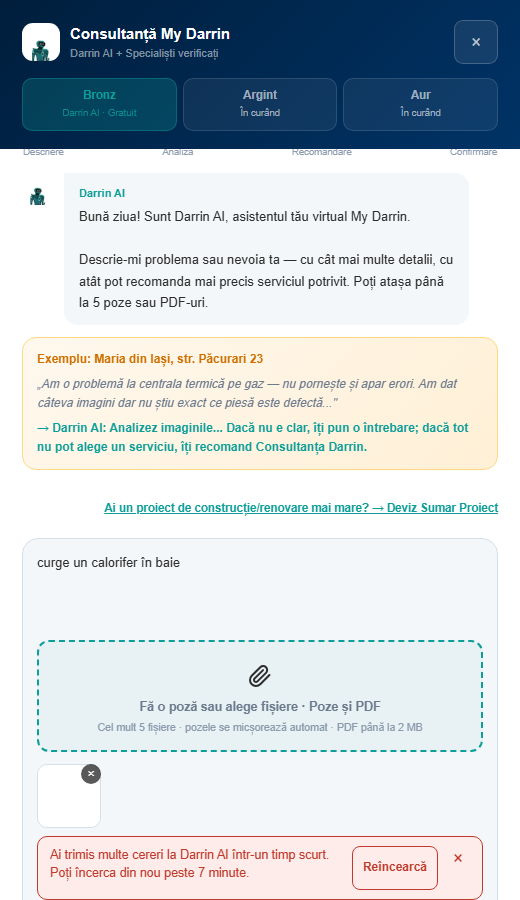 Consultanță My Darrin
Darrin AI + Specialiști verificați
×
Bronz
Darrin AI · Gratuit
Argint
În curând
Aur
În curând
Descriere
Analiză
Recomandare
Confirmare
Darrin AI
Bună ziua! Sunt Darrin AI, asistentul tău virtual My Darrin.
Descrie-mi problema sau nevoia ta — cu cât mai multe detalii, cu
atât pot recomanda mai precis serviciul potrivit. Poți atașa până
la 5 poze sau PDF-uri.
Exemplu: Maria din Iași, str. Păcurari 23
„Am o problemă la centrala termică pe gaz — nu pornește și apar erori. Am dat
câteva imagini dar nu știu exact ce piesă este defectă..."
→ Darrin AI: Analizez imaginile... Dacă nu e clar, îți pun o întrebare; dacă tot
nu pot alege un serviciu, îți recomand Consultanța Darrin.
Ai un proiect de construcție/renovare mai mare? → Deviz Sumar Proiect
curge un calorifer în baie
Fă o poză sau alege fișiere · Poze și PDF
Cel mult 5 fișiere · pozele se micșorează automat · PDF până la 2 MB
×
Ai trimis multe cereri la Darrin AI într-un timp scurt.
Poți încerca din nou peste 7 minute.
Reîncearcă
×